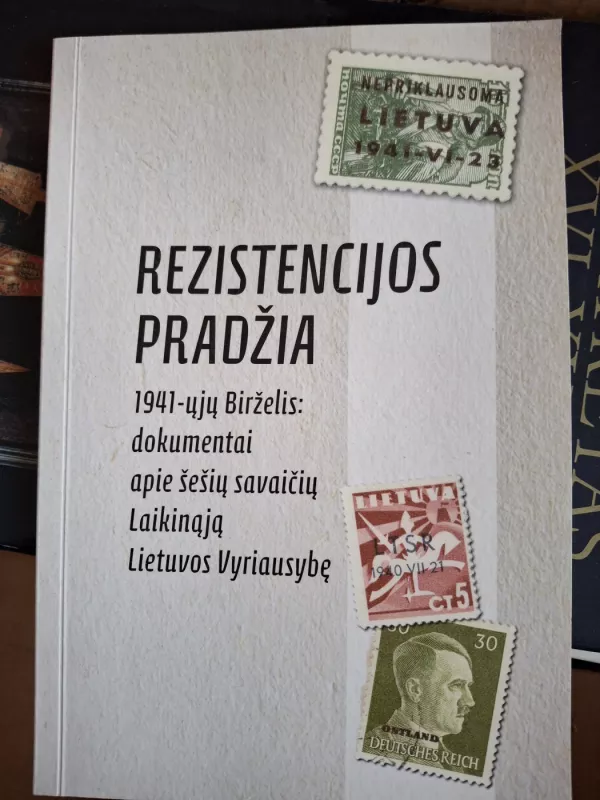 NEPRIKLAUSOMA
LIETUVA
1941-VI-23
REZISTENCIJOS
PRADŽIA
1941-ųjų Birželis:
dokumentai
apie šešių savaičių
Laikinąją
Lietuvos Vyriausybę
LIETUVA
LTSR
1940 VII 21
CT 5
30
30
OSTLAND
DEUTSCHES REICH